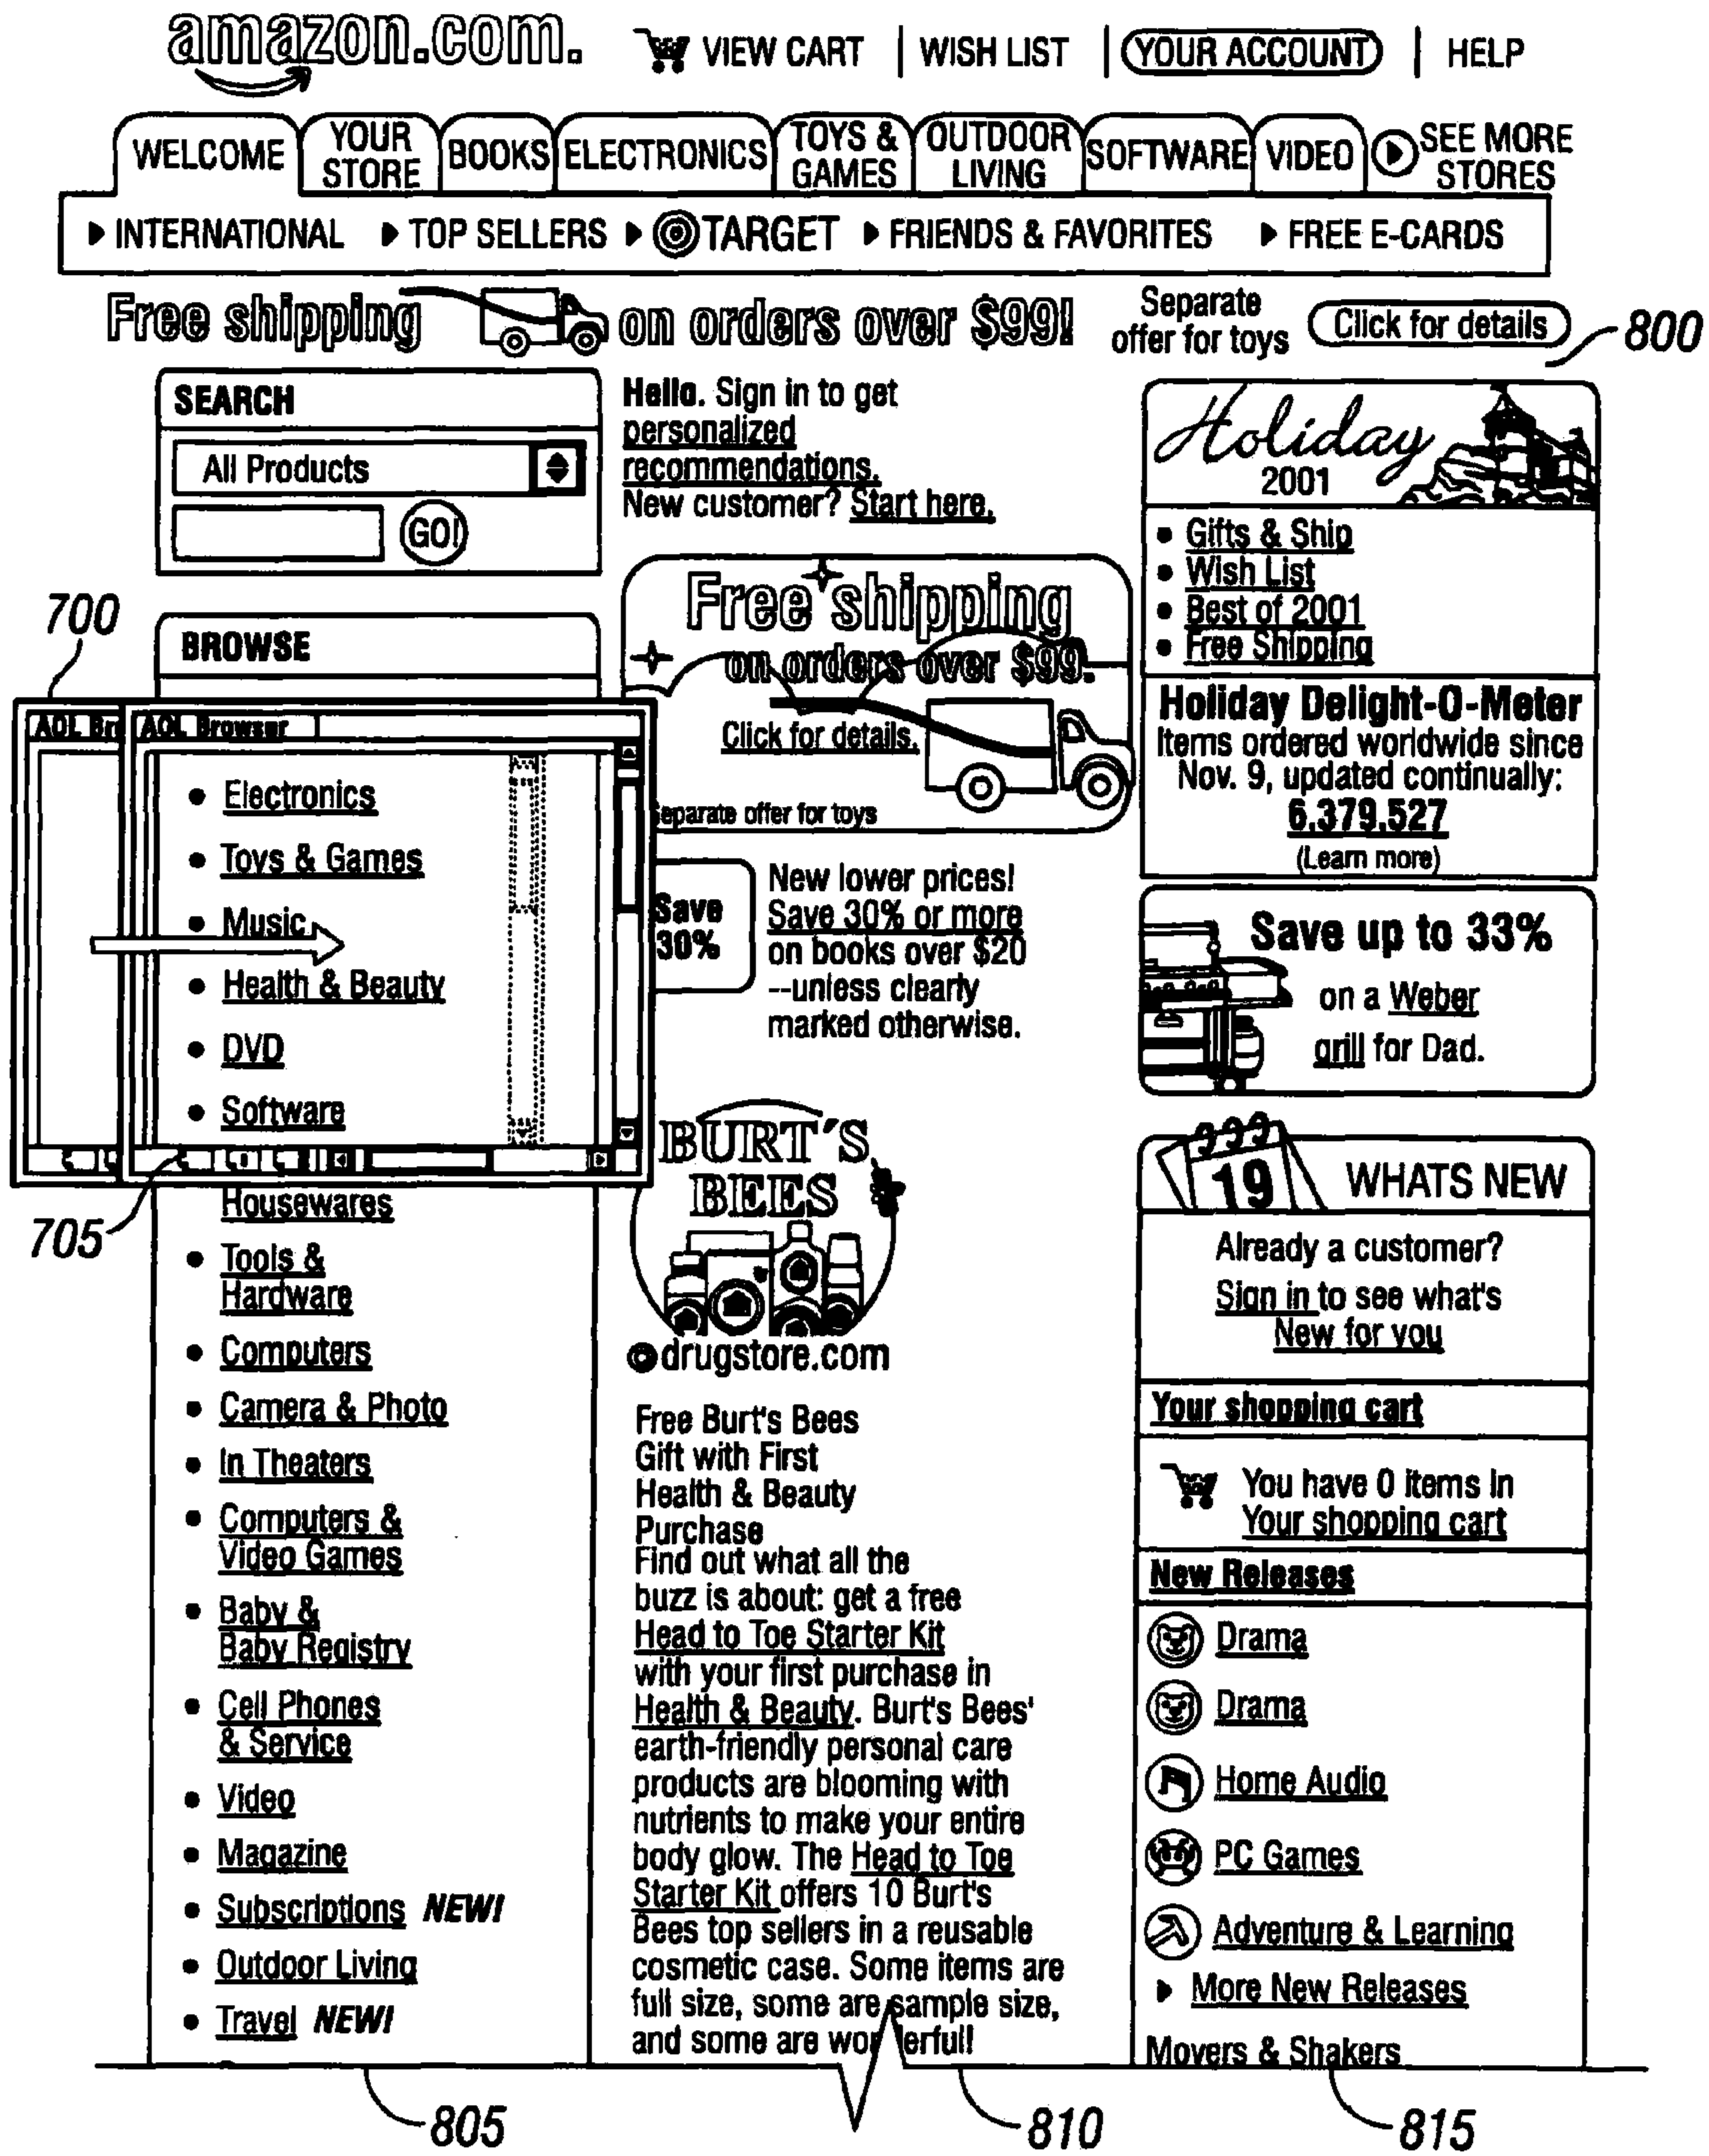 amazon.com.
VIEW CART | WISH LIST | YOUR ACCOUNT | HELP
WELCOME
YOUR STORE
BOOKS
ELECTRONICS
TOYS & GAMES
OUTDOOR LIVING
SOFTWARE
VIDEO
SEE MORE STORES
INTERNATIONAL
TOP SELLERS
TARGET
FRIENDS & FAVORITES
FREE E-CARDS
Free shipping on orders over $99!
Separate
offer for toys
Click for details
800
SEARCH
All Products
GO!
BROWSE
700
AOL Bro
AOL Browser
• Electronics
• Toys & Games
• Music
• Health & Beauty
• DVD
• Software
705
Housewares
• Tools &
Hardware
• Computers
• Camera & Photo
• In Theaters
• Computers &
Video Games
• Baby &
Baby Registry
• Cell Phones
& Service
• Video
• Magazine
• Subscriptions NEW!
• Outdoor Living
• Travel NEW!
805
Hello. Sign in to get
personalized
recommendations.
New customer? Start here.
Free shipping
on orders over $99.
Click for details.
eparate offer for toys
Save
30%
New lower prices!
Save 30% or more
on books over $20
--unless clearly
marked otherwise.
BURT'S
BEES
drugstore.com
Free Burt's Bees
Gift with First
Health & Beauty
Purchase
Find out what all the
buzz is about: get a free
Head to Toe Starter Kit
with your first purchase in
Health & Beauty. Burt's Bees'
earth-friendly personal care
products are blooming with
nutrients to make your entire
body glow. The Head to Toe
Starter Kit offers 10 Burt's
Bees top sellers in a reusable
cosmetic case. Some items are
full size, some are sample size,
and some are wonderful!
810
Holiday
2001
• Gifts & Ship
• Wish List
• Best of 2001
• Free Shipping
Holiday Delight-O-Meter
Items ordered worldwide since
Nov. 9, updated continually:
6,379,527
(Learn more)
Save up to 33%
on a Weber
grill for Dad.
19
WHATS NEW
Already a customer?
Sign in to see what's
New for you
Your shopping cart
You have 0 items in
Your shopping cart
New Releases
Drama
Drama
Home Audio
PC Games
Adventure & Learning
More New Releases
Movers & Shakers
815